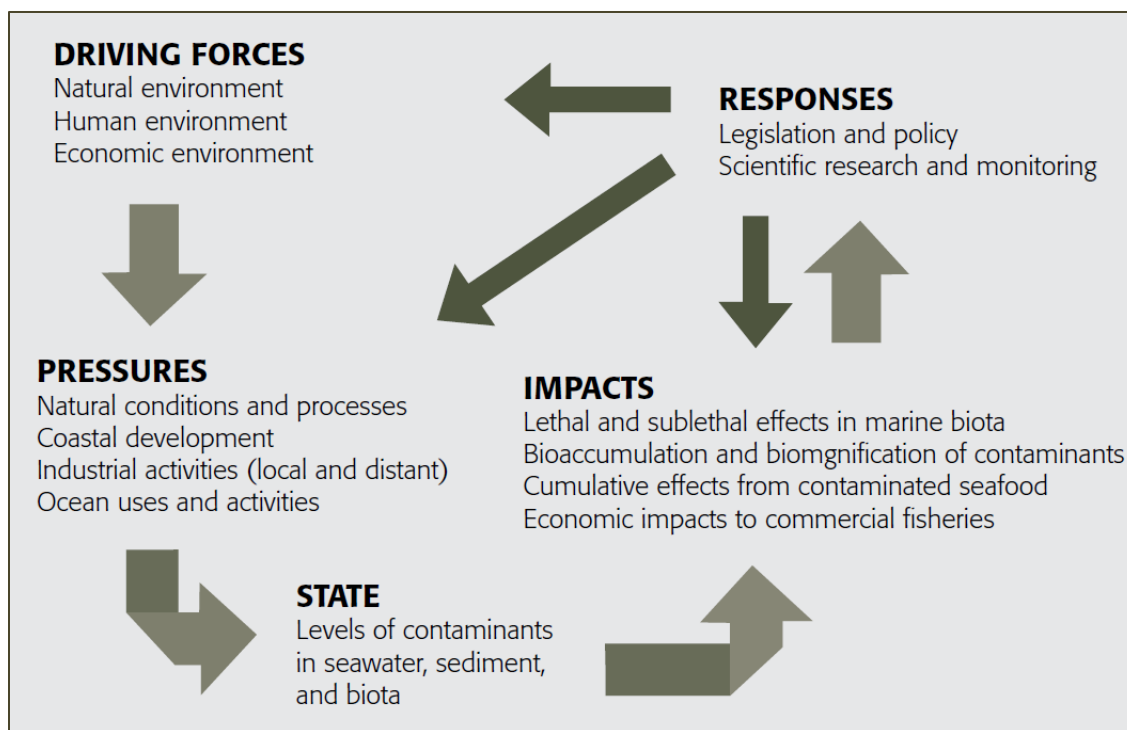 DRIVING FORCES
Natural environment
Human environment
Economic environment
RESPONSES
Legislation and policy
Scientific research and monitoring
PRESSURES
Natural conditions and processes
Coastal development
Industrial activities (local and distant)
Ocean uses and activities
IMPACTS
Lethal and sublethal effects in marine biota
Bioaccumulation and biomgnification of contaminants
Cumulative effects from contaminated seafood
Economic impacts to commercial fisheries
STATE
Levels of contaminants
in seawater, sediment,
and biota